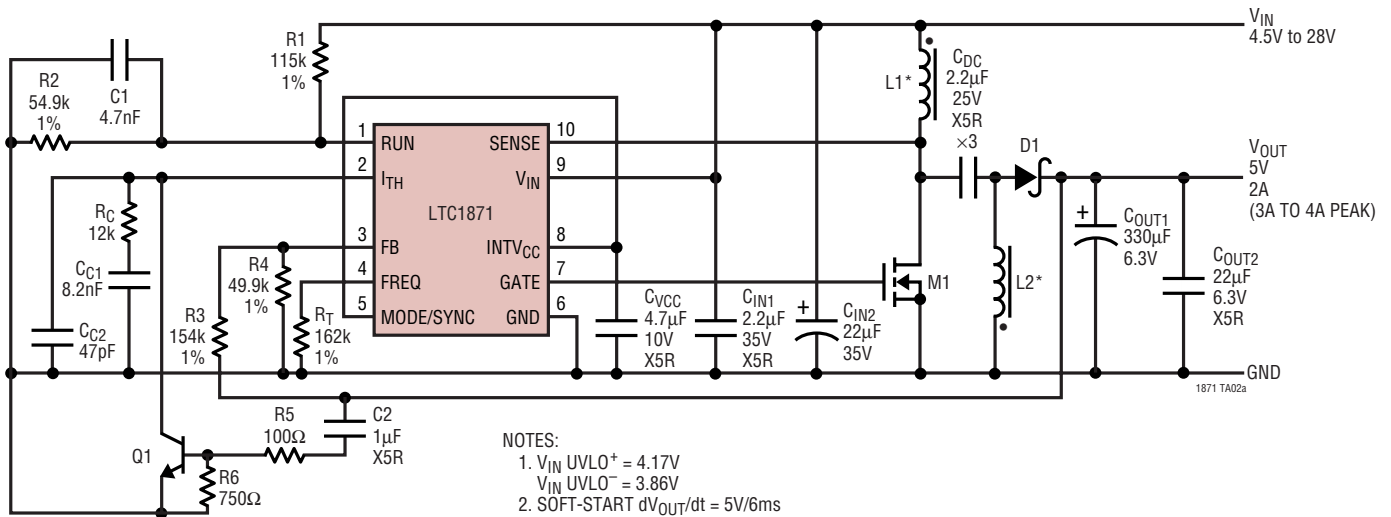 R1
115k
1%
R2
54.9k
1%
C1
4.7nF
VIN
4.5V to 28V
L1*
CDC
2.2µF
25V
X5R
×3
D1
VOUT
5V
2A
(3A TO 4A PEAK)
1
RUN
2
ITH
3
FB
4
FREQ
5
MODE/SYNC
LTC1871
SENSE
10
VIN
9
INTVCC
8
GATE
7
GND
6
RC
12k
CC1
8.2nF
CC2
47pF
R3
154k
1%
R4
49.9k
1%
RT
162k
1%
CVCC
4.7µF
10V
X5R
CIN1
2.2µF
35V
X5R
+
CIN2
22µF
35V
M1
L2*
+
COUT1
330µF
6.3V
COUT2
22µF
6.3V
X5R
GND
1871 TA02a
Q1
R5
100Ω
C2
1µF
X5R
R6
750Ω
NOTES:
1. VIN UVLO+ = 4.17V
VIN UVLO– = 3.86V
2. SOFT-START dVOUT/dt = 5V/6ms